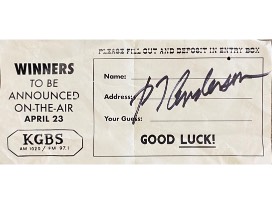 PLEASE FILL OUT AND DEPOSIT IN ENTRY BOX
WINNERS
TO BE
ANNOUNCED
ON-THE-AIR
APRIL 23
KGBS
AM 1020 / FM 97.1
Name:
Address:
Your Guess:
Anderson
GOOD LUCK!